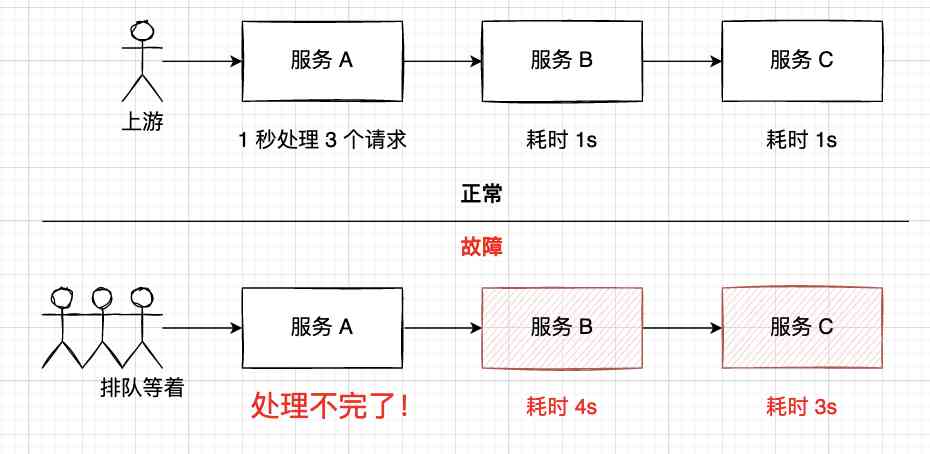 服务 A
服务 B
服务 C
上游
1 秒处理 3 个请求
耗时 1s
耗时 1s
正常
故障
服务 A
服务 B
服务 C
排队等着
处理不完了！
耗时 4s
耗时 3s